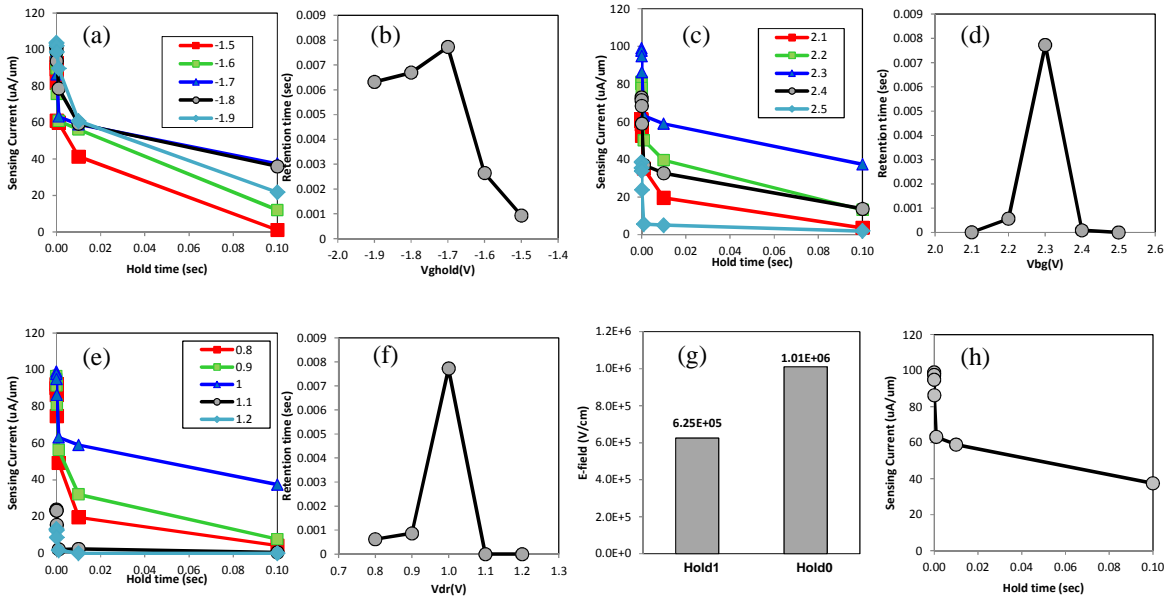 (a)
Sensing Current (uA/um)
120
100
80
60
40
20
0
0.00 0.02 0.04 0.06 0.08 0.10
Hold time (sec)
-1.5
-1.6
-1.7
-1.8
-1.9
(b)
Retention time (sec)
0.009
0.008
0.007
0.006
0.005
0.004
0.003
0.002
0.001
0
-1.9 -1.8 -1.7 -1.6 -1.5 -1.4
Vghold(V)
(c)
Sensing Current (uA/um)
120
100
80
60
40
20
0
0.00 0.02 0.04 0.06 0.08 0.10
Hold time (sec)
2.1
2.2
2.3
2.4
2.5
(d)
Retention time (sec)
0.009
0.008
0.007
0.006
0.005
0.004
0.003
0.002
0.001
0
2.0 2.1 2.2 2.3 2.4 2.5 2.6
Vbg(V)
(e)
Sensing Current (uA/um)
120
100
80
60
40
20
0
0.00 0.02 0.04 0.06 0.08 0.10
Hold time (sec)
0.8
0.9
1
1.1
1.2
(f)
Retention time (sec)
0.009
0.008
0.007
0.006
0.005
0.004
0.003
0.002
0.001
0
0.7 0.8 0.9 1.0 1.1 1.2 1.3
Vdr(V)
(g)
E-field (V/cm)
1.2E+6
1.0E+6
8.0E+5
6.0E+5
4.0E+5
2.0E+5
0.0E+0
6.25E+05
1.01E+06
Hold1 Hold0
(h)
Sensing Current (uA/um)
120
100
80
60
40
20
0
0.00 0.02 0.04 0.06 0.08 0.10
Hold time (sec)